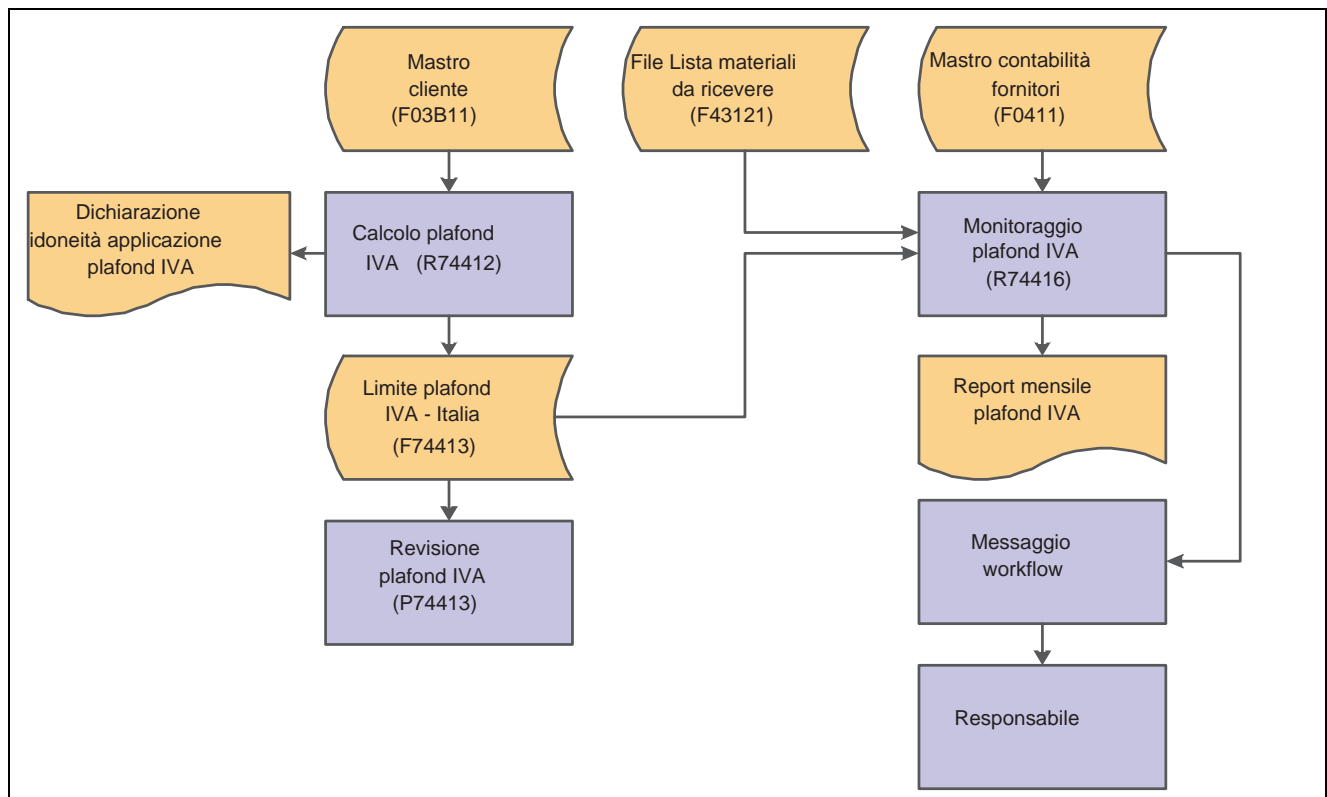 Mastro
cliente
(F03B11)
File Lista materiali
da ricevere
(F43121)
Mastro contabilità
fornitori
(F0411)
Dichiarazione
idoneità applicazione
plafond IVA
Calcolo plafond
IVA (R74412)
Monitoraggio
plafond IVA
(R74416)
Limite plafond
IVA - Italia
(F74413)
Report mensile
plafond IVA
Revisione
plafond IVA
(P74413)
Messaggio
workflow
Responsabile